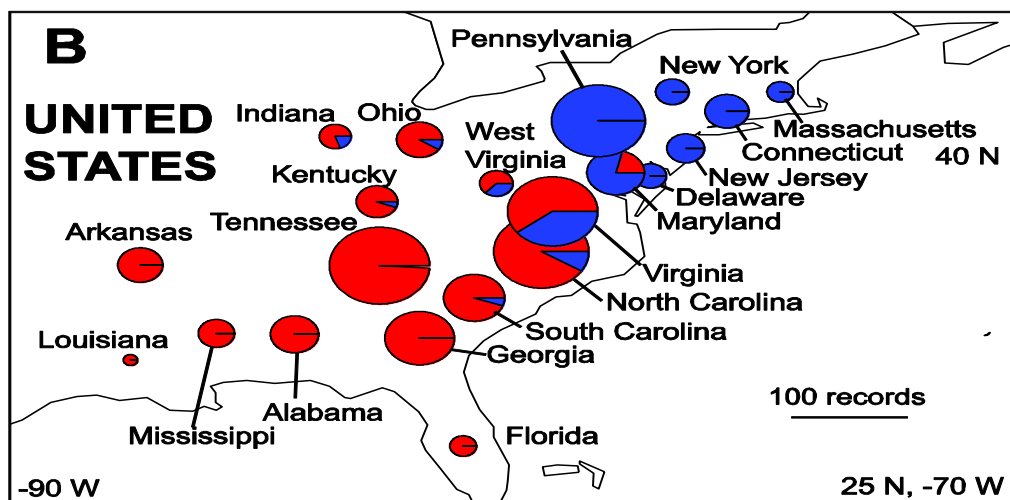 B
UNITED
STATES
Pennsylvania
New York
Indiana
Ohio
West
Virginia
Massachusetts
Connecticut
40 N
Kentucky
New Jersey
Delaware
Tennessee
Maryland
Arkansas
Virginia
North Carolina
South Carolina
Louisiana
Georgia
100 records
Alabama
Mississippi
Florida
-90 W
25 N, -70 W